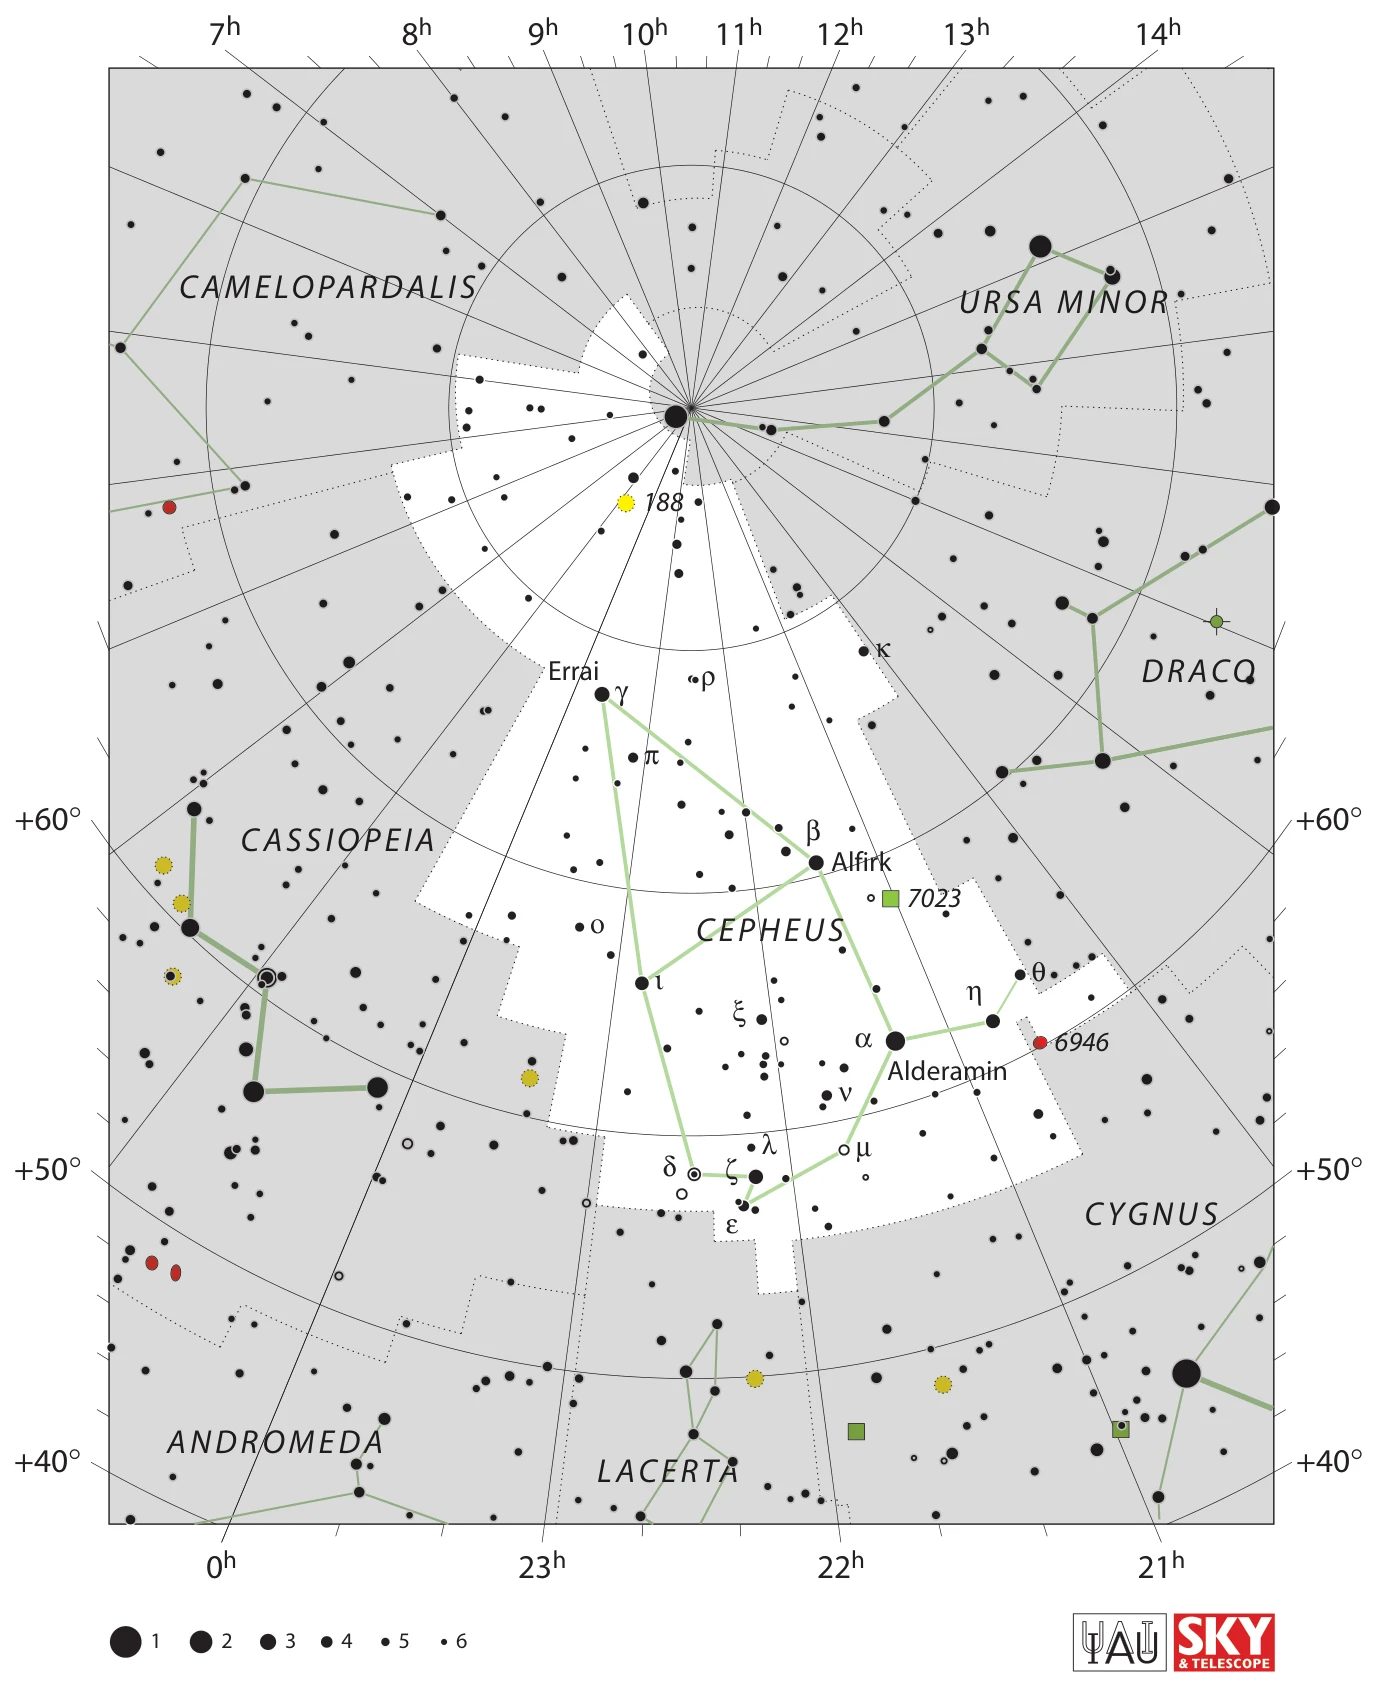 7h 8h 9h 10h 11h 12h 13h 14h
CAMELOPARDALIS
URSA MINOR
188
κ
Errai
γ
ρ
DRACO
π
+60° +60°
CASSIOPEIA
β
Alfirk
7023
ο
CEPHEUS
θ
ι
η
ξ
α
6946
Alderamin
ν
λ
μ
δ
ζ
+50° +50°
ε
CYGNUS
ANDROMEDA
LACERTA
+40° +40°
0h 23h 22h 21h
1 2 3 4 5 6
IAU
SKY
& TELESCOPE